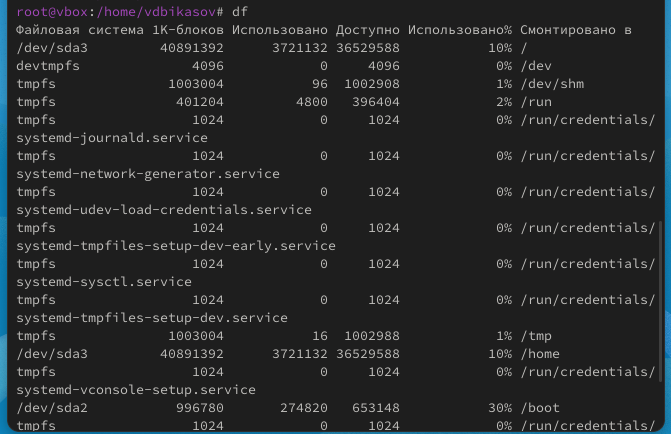 root@vbox:/home/vdbikasov# df
Файловая система 1K-блоков Использовано Доступно Использовано% Смонтировано в
/dev/sda3 40891392 3721132 36529588 10% /
devtmpfs 4096 0 4096 0% /dev
tmpfs 1003004 96 1002908 1% /dev/shm
tmpfs 401204 4800 396404 2% /run
tmpfs 1024 0 1024 0% /run/credentials/
systemd-journald.service
tmpfs 1024 0 1024 0% /run/credentials/
systemd-network-generator.service
tmpfs 1024 0 1024 0% /run/credentials/
systemd-udev-load-credentials.service
tmpfs 1024 0 1024 0% /run/credentials/
systemd-tmpfiles-setup-dev-early.service
tmpfs 1024 0 1024 0% /run/credentials/
systemd-sysctl.service
tmpfs 1024 0 1024 0% /run/credentials/
systemd-tmpfiles-setup-dev.service
tmpfs 1003004 16 1002988 1% /tmp
/dev/sda3 40891392 3721132 36529588 10% /home
tmpfs 1024 0 1024 0% /run/credentials/
systemd-vconsole-setup.service
/dev/sda2 996780 274820 653148 30% /boot
tmpfs 1024 0 1024 0% /run/credentials/